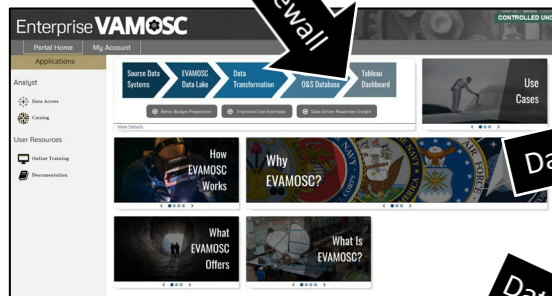 ewall
CONTROLLED UNC
Enterprise VAMOSC
Portal Home My Account
Applications
Analyst
Data Access
Catalog
User Resources
Online Training
Documentation
Source Data Systems
EVAMOSC Data Lake
Data Transformation
O&S Database
Tableau Dashboard
Better Budget Preparation
Improved Cost Estimates
Data-Driven Readiness Insight
View Details
Use
Cases
How
EVAMOSC
Works
Why
EVAMOSC?
Da
What
EVAMOSC
Offers
What Is
EVAMOSC?
Dat